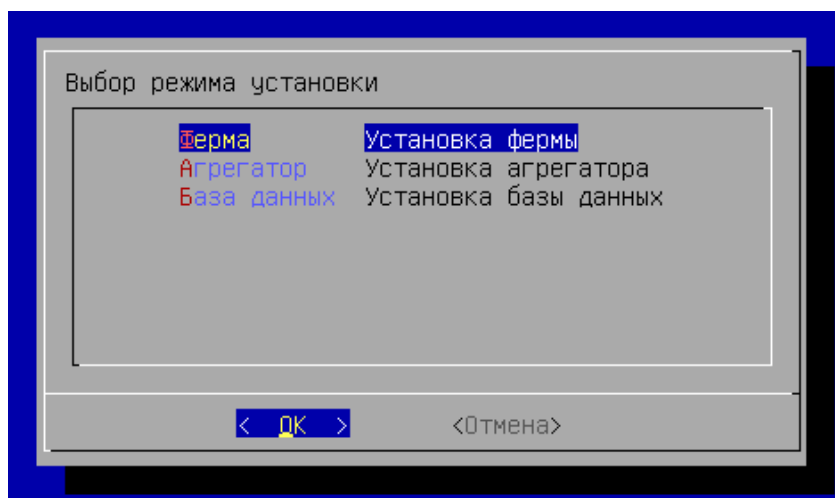 Выбор режима установки
Ферма Установка фермы
Агрегатор Установка агрегатора
База данных Установка базы данных
< OK > <Отмена>